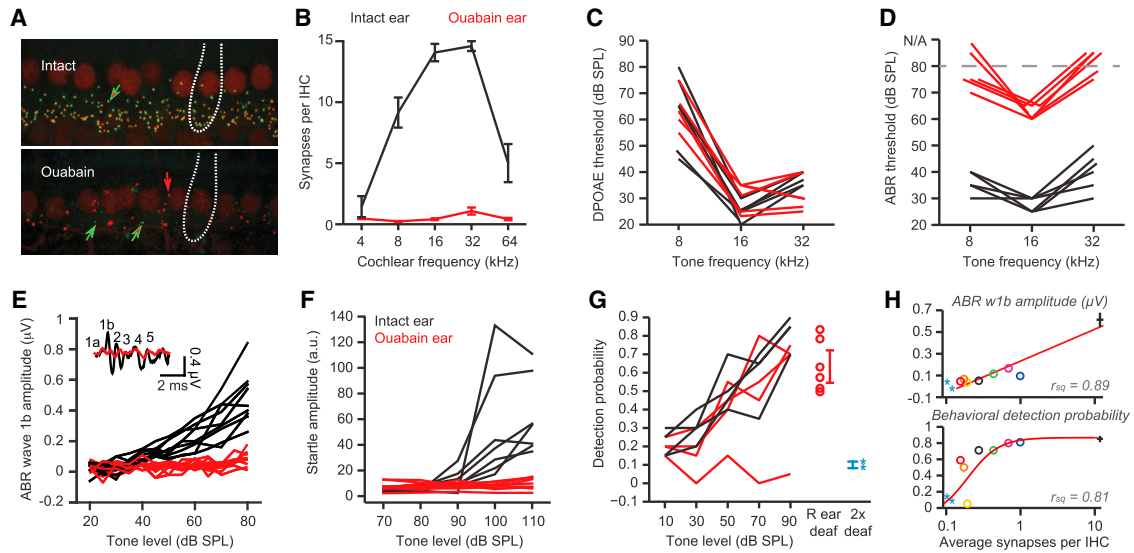 A
Intact
Ouabain
B
Intact ear
Ouabain ear
15
10
5
0
Synapses per IHC
4 8 16 32 64
Cochlear frequency (kHz)
C
90
80
70
60
50
40
30
20
DPOAE threshold (dB SPL)
8 16 32
Tone frequency (kHz)
D
N/A
80
70
60
50
40
30
20
ABR threshold (dB SPL)
8 16 32
Tone frequency (kHz)
E
1
0.8
0.6
0.4
0.2
0
-0.2
ABR wave 1b amplitude (µV)
1b
1a 2 3 4 5
0.4 µV
2 ms
20 40 60 80
Tone level (dB SPL)
F
Intact ear
Ouabain ear
140
120
100
80
60
40
20
0
Startle amplitude (a.u.)
70 80 90 100 110
Tone level (dB SPL)
G
0.9
0.8
0.7
0.6
0.5
0.4
0.3
0.2
0.1
0
−0.1
Detection probability
10 30 50 70 90
R ear deaf
2x deaf
Tone level (dB SPL)
H
ABR w1b amplitude (µV)
0.7
0.5
0.3
0.1
-0.1
rsq = 0.89
Behavioral detection probability
1
0.8
0.6
0.4
0.2
0
rsq = 0.81
0.1 1 10
Average synapses per IHC